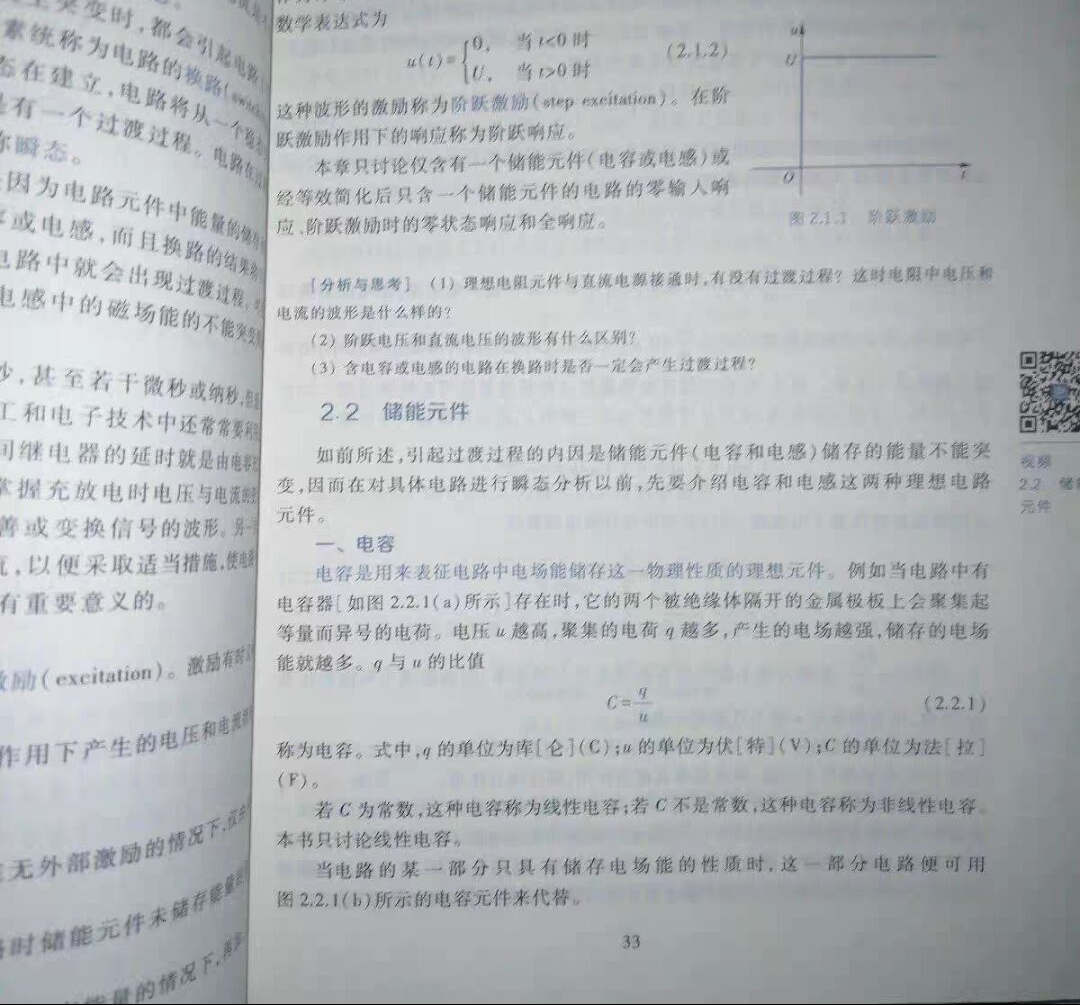 突变时，都会引起电路
素统称为电路的换路(switch
态在建立，电路将从一个稳态
是有一个过渡过程。电路在过
称瞬态。
因为电路元件中能量的储存
或电感，而且换路的结果
电路中就会出现过渡过程，
电感中的磁场能的不能突变
秒，甚至若干微秒或纳秒，但
工和电子技术中还常常要利
间继电器的延时就是由电容
掌握充放电时电压与电流的
善或变换信号的波形。另一
流，以便采取适当措施，使电
有重要意义的。
激励(excitation)。激励有时
作用下产生的电压和电流
无外部激励的情况下，仅由
时储能元件未储存能量
能量的情况下，再
数学表达式为
u(t)={0, 当 t<0 时
U, 当 t>0 时
(2.1.2)
这种波形的激励称为阶跃激励(step excitation)。在阶
跃激励作用下的响应称为阶跃响应。
本章只讨论仅含有一个储能元件(电容或电感)或
经等效简化后只含一个储能元件的电路的零输入响
应、阶跃激励时的零状态响应和全响应。
u
U
O
t
图 2.1.1 阶跃激励
[分析与思考] (1) 理想电阻元件与直流电源接通时,有没有过渡过程? 这时电阻中电压和
电流的波形是什么样的?
(2) 阶跃电压和直流电压的波形有什么区别?
(3) 含电容或电感的电路在换路时是否一定会产生过渡过程?
2.2 储能元件
如前所述,引起过渡过程的内因是储能元件(电容和电感)储存的能量不能突
变,因而在对具体电路进行瞬态分析以前,先要介绍电容和电感这两种理想电路
元件。
一、电容
电容是用来表征电路中电场能储存这一物理性质的理想元件。例如当电路中有
电容器[如图2.2.1(a)所示]存在时,它的两个被绝缘体隔开的金属极板上会聚集起
等量而异号的电荷。电压 u 越高,聚集的电荷 q 越多,产生的电场越强,储存的电场
能就越多。q 与 u 的比值
C=q/u (2.2.1)
称为电容。式中,q 的单位为库[仑](C);u 的单位为伏[特](V);C 的单位为法[拉]
(F)。
若 C 为常数,这种电容称为线性电容;若 C 不是常数,这种电容称为非线性电容。
本书只讨论线性电容。
当电路的某一部分只具有储存电场能的性质时,这一部分电路便可用
图 2.2.1(b)所示的电容元件来代替。
33
视频
2.2 储
元件